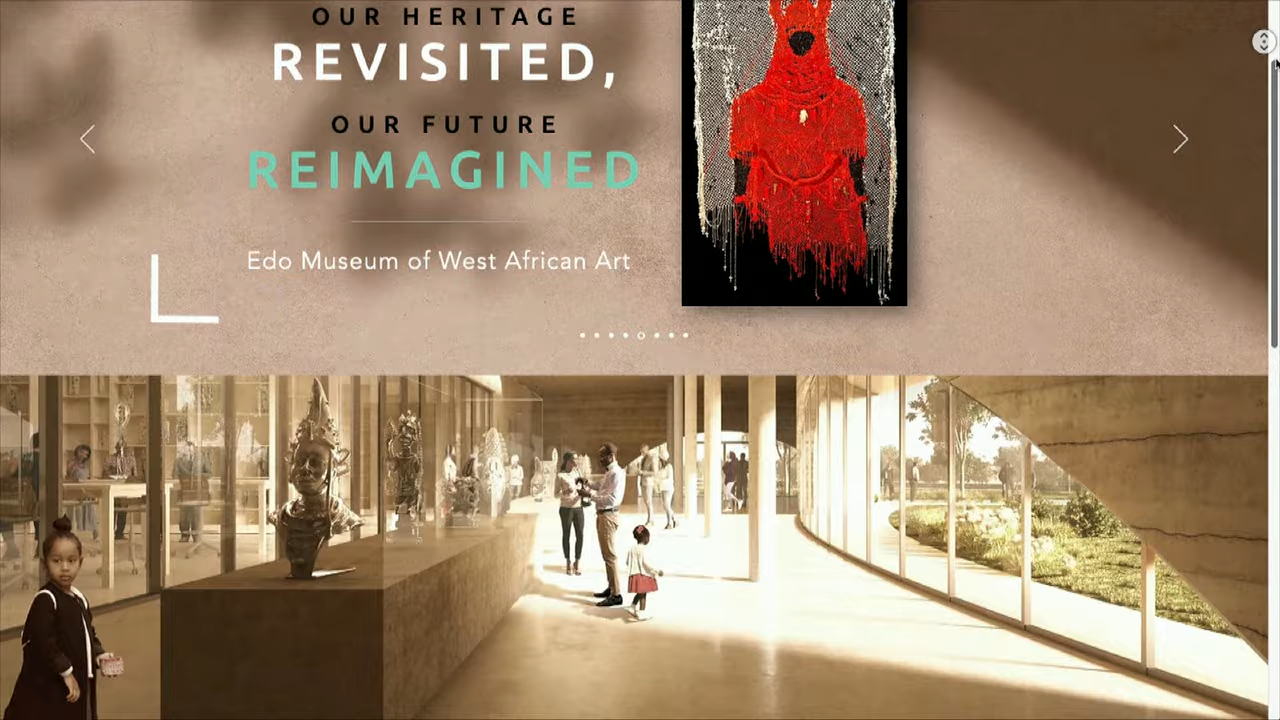 OUR HERITAGE
REVISITED,
OUR FUTURE
REIMAGINED
Edo Museum of West African Art